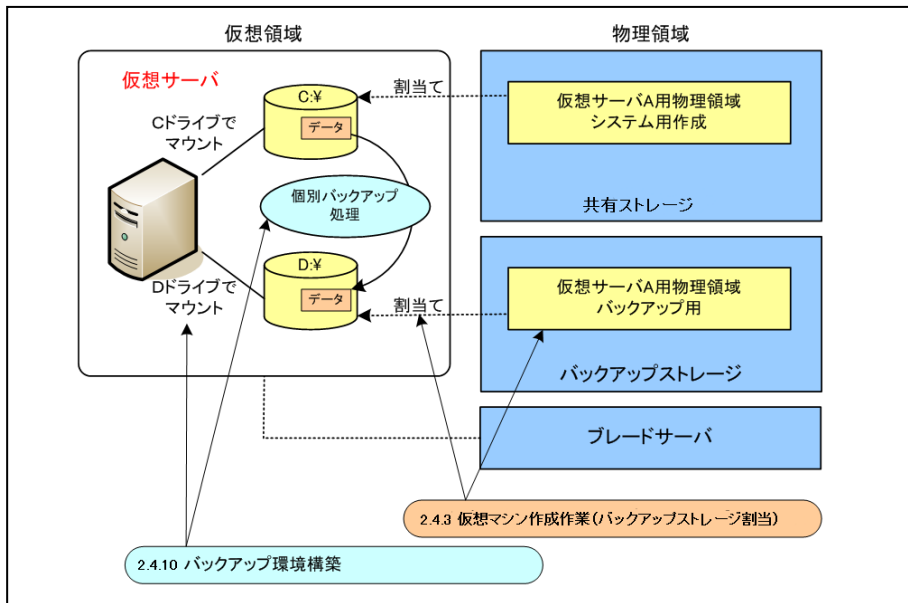 仮想領域
物理領域
仮想サーバ
C:¥
データ
Cドライブで
マウント
割当て
仮想サーバA用物理領域
システム用作成
共有ストレージ
個別バックアップ
処理
D:¥
データ
Dドライブで
マウント
割当て
仮想サーバA用物理領域
バックアップ用
バックアップストレージ
ブレードサーバ
2.4.3 仮想マシン作成作業(バックアップストレージ割当)
2.4.10 バックアップ環境構築